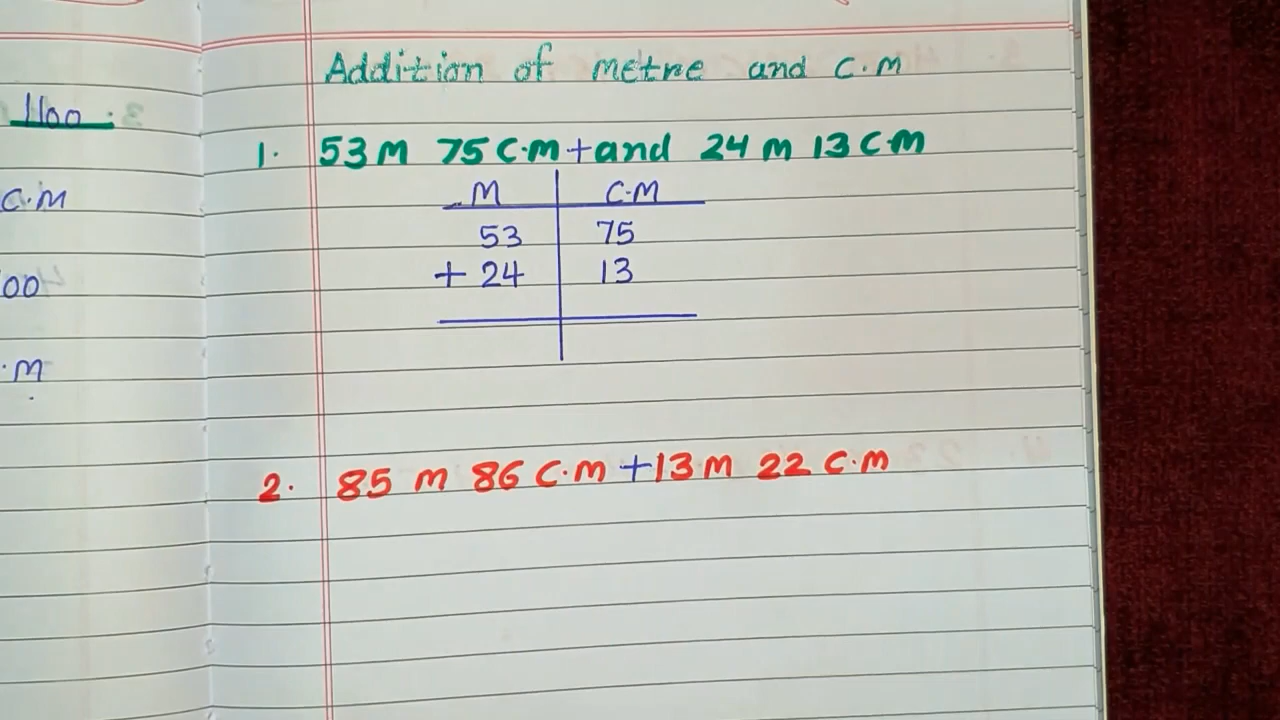 1100
C.M
00
.M
Addition of metre and C.M
1. 53 M 75 C.M + and 24 M 13 C M
M C.M
53 75
+ 24 13
2. 85 m 86 C.m + 13 m 22 C.m